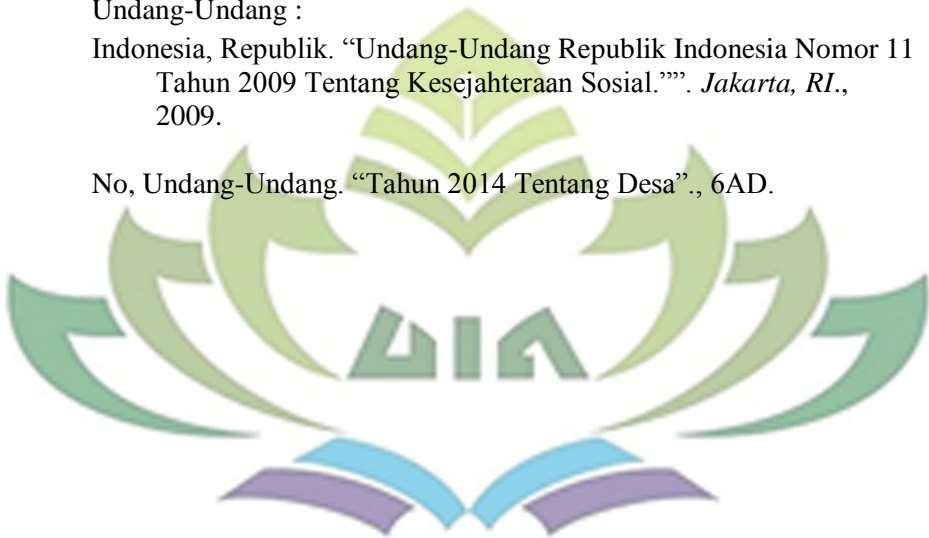 Undang-Undang :
Indonesia, Republik. “Undang-Undang Republik Indonesia Nomor 11
Tahun 2009 Tentang Kesejahteraan Sosial.””. Jakarta, RI.,
2009.
No, Undang-Undang. “Tahun 2014 Tentang Desa”., 6AD.
UIN